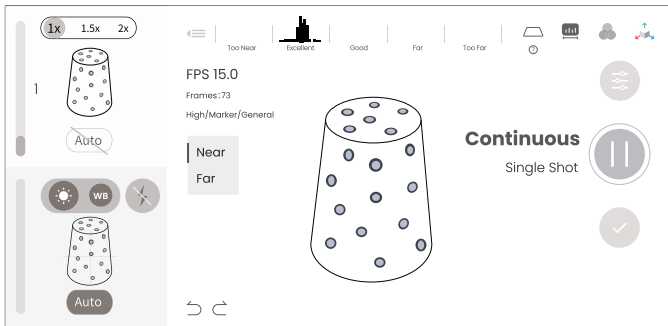 1x 1.5x 2x
1
Auto
WB
Auto
Too Near Excellent Good Far Too Far
?
FPS 15.0
Frames:73
High/Marker/General
Near
Far
Continuous
Single Shot